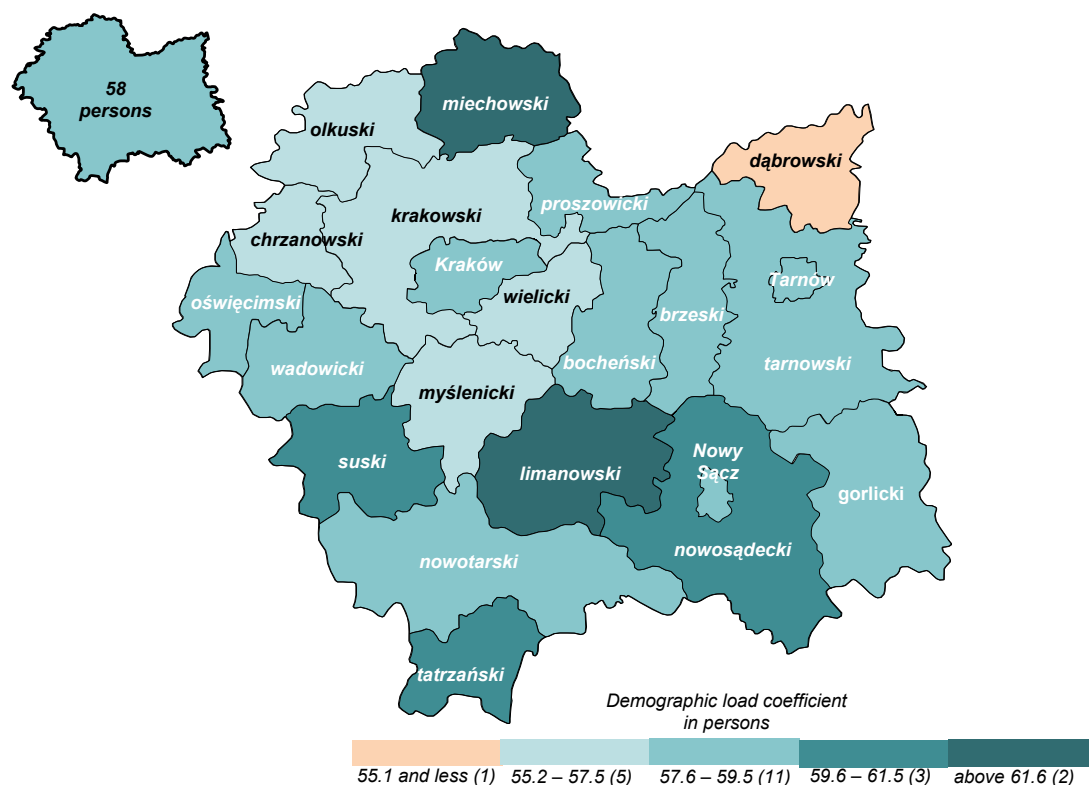 58
persons
miechowski
olkuski
dąbrowski
proszowicki
krakowski
chrzanowski
Kraków
Tarnów
wielicki
oświęcimski
brzeski
bocheński
tarnowski
wadowicki
myślenicki
Nowy
Sącz
suski
limanowski
gorlicki
nowosądecki
nowotarski
tatrzański
Demographic load coefficient
in persons
55.1 and less (1) 55.2 – 57.5 (5) 57.6 – 59.5 (11) 59.6 – 61.5 (3) above 61.6 (2)